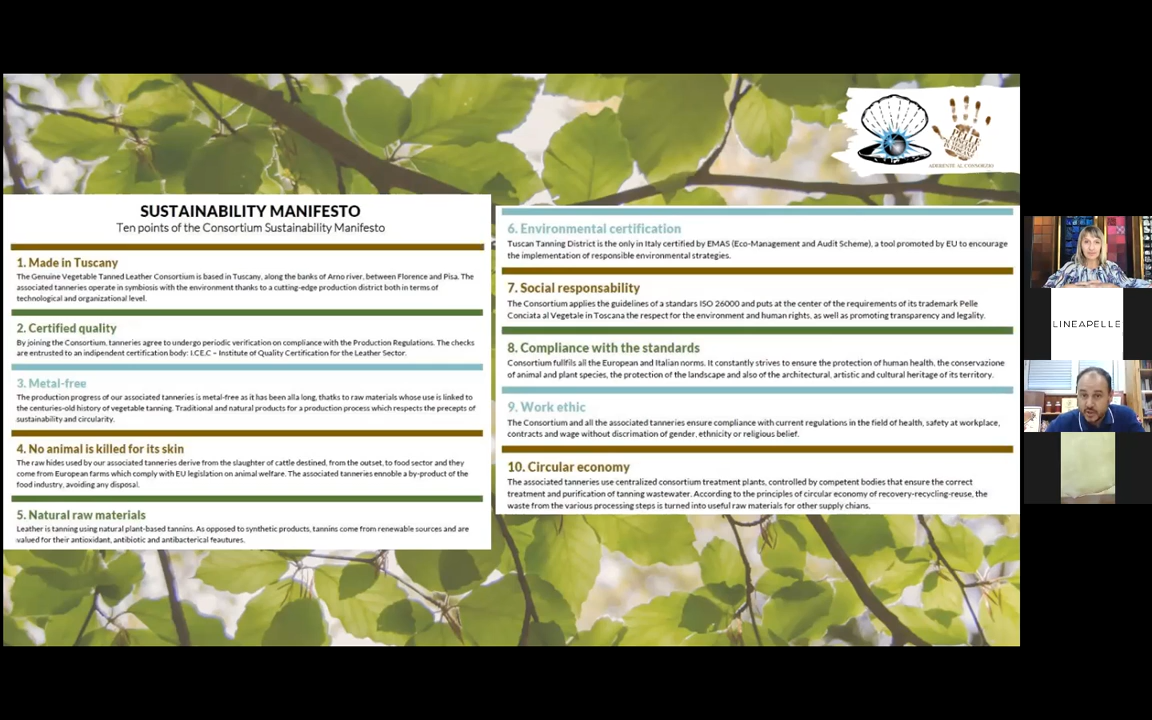 SUSTAINABILITY MANIFESTO
Ten points of the Consortium Sustainability Manifesto
1. Made in Tuscany
The Genuine Vegetable Tanned Leather Consortium is based in Tuscany, along the banks of Arno river, between Florence and Pisa. The
associated tanneries operate in symbiosis with the environment thanks to a cutting-edge production district both in terms of
technological and organizational level.
2. Certified quality
By joining the Consortium, tanneries agree to undergo periodic verification on compliance with the Production Regulations. The checks
are entrusted to an indipendent certification body: I.CE.C – Institute of Quality Certification for the Leather Sector.
3. Metal-free
The production progress of our associated tanneries is metal-free as it has been alla long, thatks to raw materials whose use is linked to
the centuries-old history of vegetable tanning. Traditional and natural products for a production process which respects the precepts of
sustainability and circularity.
4. No animal is killed for its skin
The raw hides used by our associated tanneries derive from the slaughter of cattle destined, from the outset, to food sector and they
come from European farms which comply with EU legislation on animal welfare. The associated tanneries ennoble a by-product of the
food industry, avoiding any disposal.
5. Natural raw materials
Leather is tanning using natural plant-based tannins. As opposed to synthetic products, tannins come from renewable sources and are
valued for their antioxidant, antibiotic and antibacterial feautures.
6. Environmental certification
Tuscan Tanning District is the only in Italy certified by EMAS (Eco-Management and Audit Scheme), a tool promoted by EU to encourage
the implementation of responsible environmental strategies.
7. Social responsability
The Consortium applies the guidelines of a standars ISO 26000 and puts at the center of the requirements of its trademark Pelle
Conciata al Vegetale in Toscana the respect for the environment and human rights, as well as promoting transparency and legality.
8. Compliance with the standards
Consortium fullfils all the European and Italian norms. It constantly strives to ensure the protection of human health, the conservazione
of animal and plant species, the protection of the landscape and also of the architectural, artistic and cultural heritage of its territory.
9. Work ethic
The Consortium and all the associated tanneries ensure compliance with current regulations in the field of health, safety at workplace,
contracts and wage without discrimation of gender, ethnicity or religious belief.
10. Circular economy
The associated tanneries use centralized consortium treatment plants, controlled by competent bodies that ensure the correct
treatment and purification of tanning wastewater. According to the principles of circular economy of recovery-recycling-reuse, the
waste from the various processing steps is turned into useful raw materials for other supply chians.
ADERENTE AL CONSORZIO
LINEAPELLE